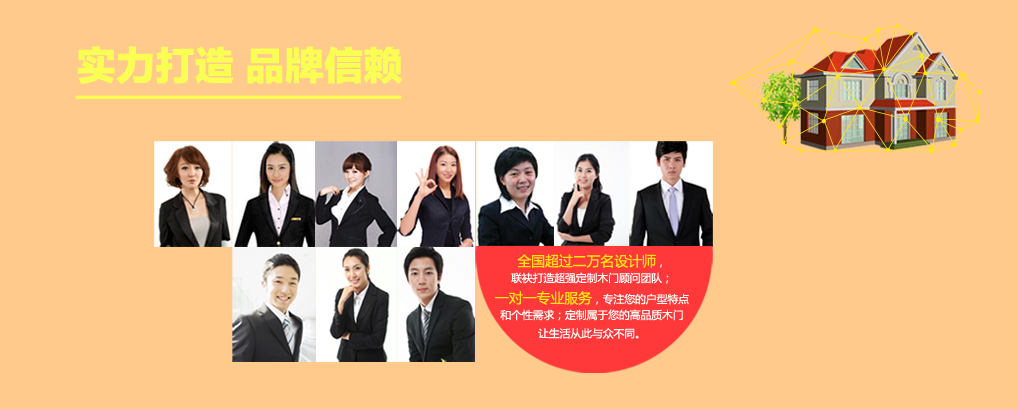 实力打造 品牌信赖
全国超过二万名设计师，
联袂打造超强定制木门顾问团队；
一对一专业服务，专注您的户型特点
和个性需求；定制属于您的高品质木门
让生活从此与众不同。